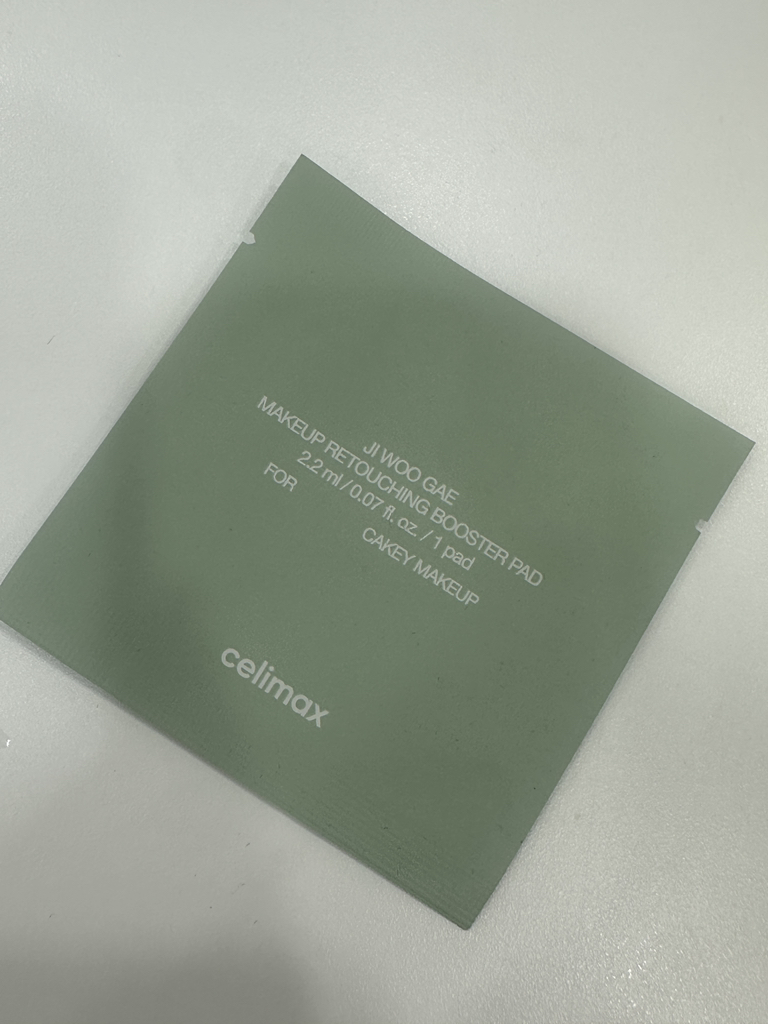 JI WOO GAE
MAKEUP RETOUCHING BOOSTER PAD
2.2 ml / 0.07 fl. oz. / 1 pad
FOR CAKEY MAKEUP
celimax